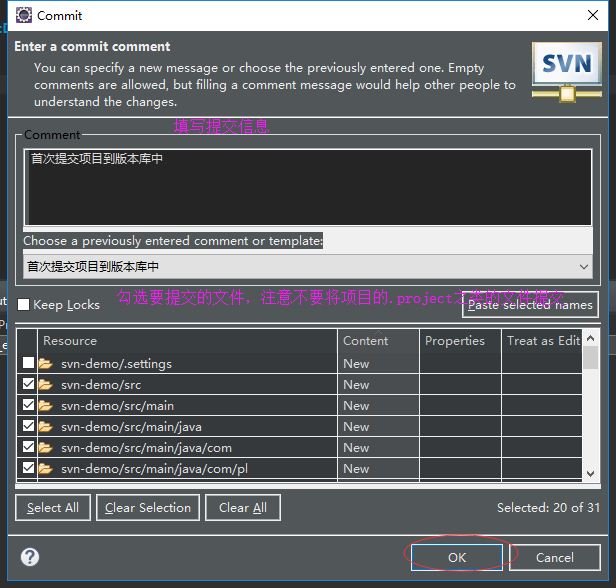 Commit
Enter a commit comment
You can specify a new message or choose the previously entered one. Empty
comments are allowed, but filling a comment message would help other people to
understand the changes.
SVN
填写提交信息
Comment
首次提交项目到版本库中
Choose a previously entered comment or template:
首次提交项目到版本库中
勾选要提交的文件，注意不要将项目的.project之类的文件提交
Keep Locks
Paste selected names
Resource Content Properties Treat as Edit
svn-demo/.settings New
svn-demo/src New
svn-demo/src/main New
svn-demo/src/main/java New
svn-demo/src/main/java/com New
svn-demo/src/main/java/com/pl New
Select All Clear Selection Clear All Selected: 20 of 31
? OK Cancel